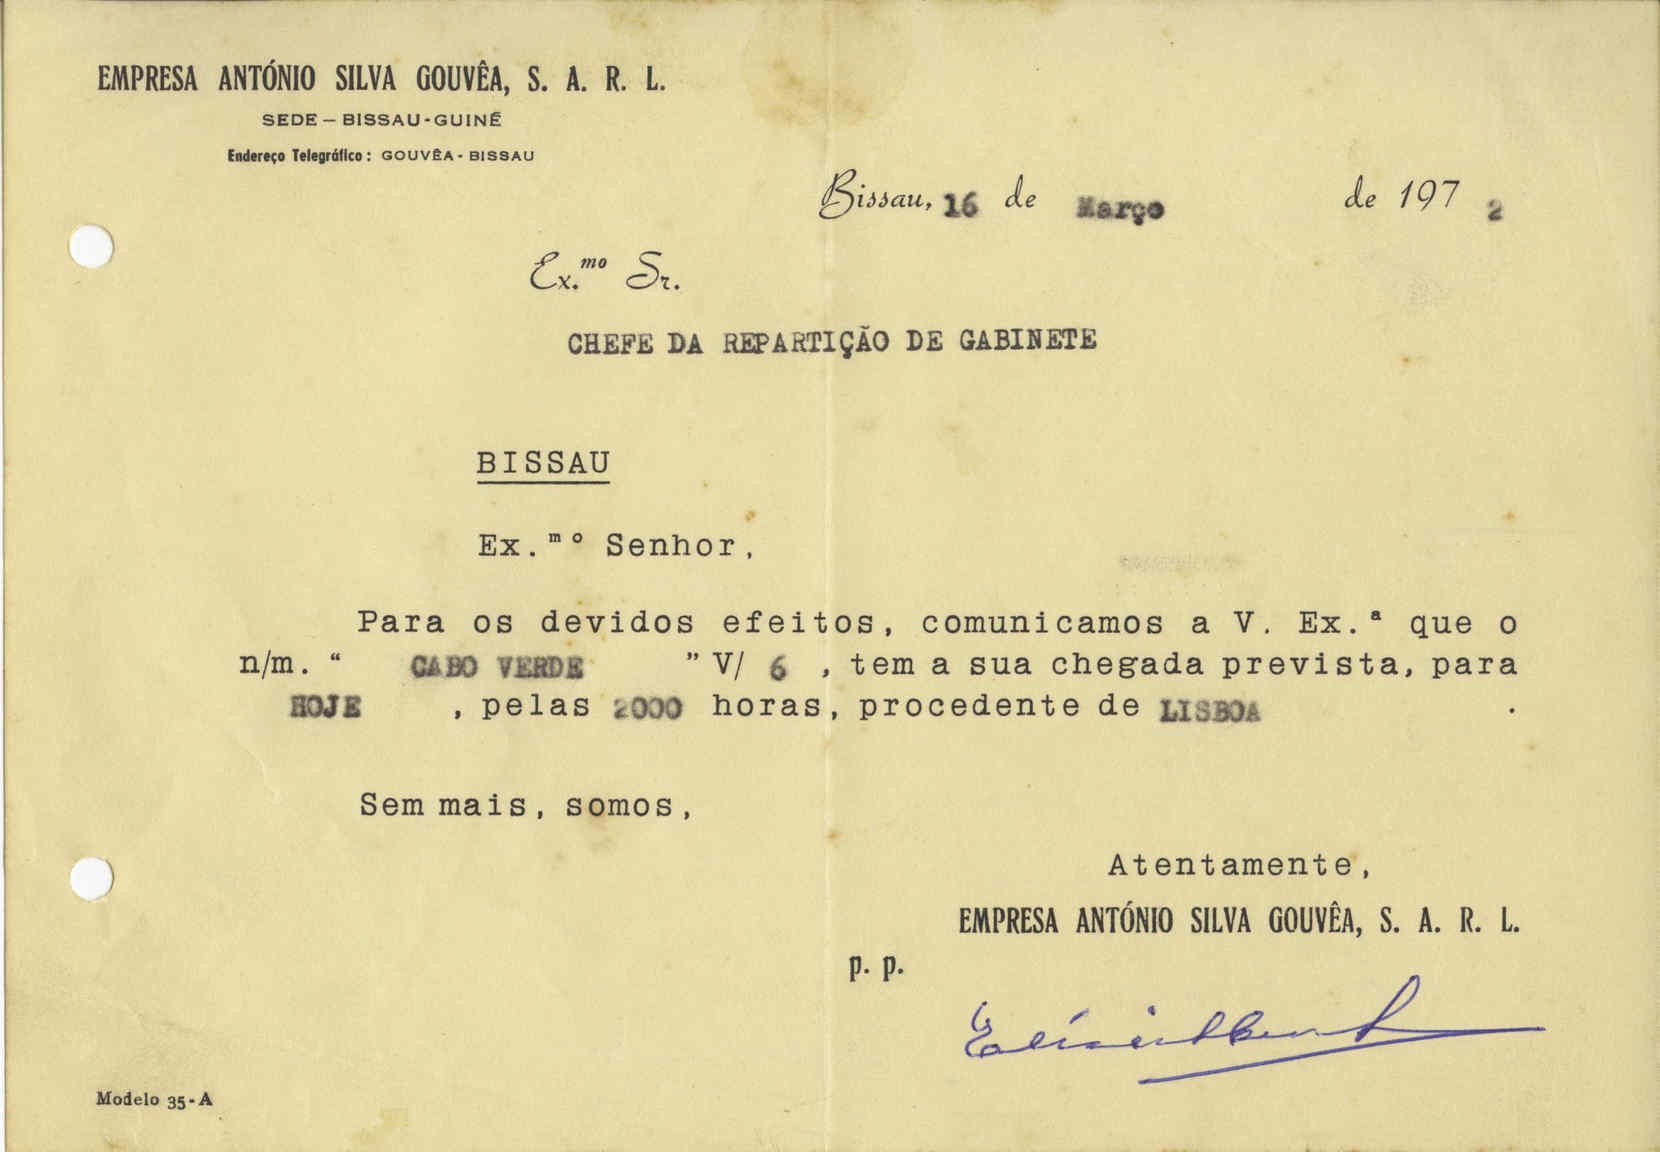 EMPRESA ANTÓNIO SILVA GOUVÊA, S. A. R. L.
SEDE – BISSAU - GUINÉ
Endereço Telegráfico : GOUVÊA - BISSAU
Bissau, 16 de Março de 1972
Ex.mo Sr.
CHEFE DA REPARTIÇÃO DE GABINETE
BISSAU
Ex.mo Senhor,
Para os devidos efeitos, comunicamos a V. Ex.ª que o
n/m. “ CABO VERDE ” V/ 6 , tem a sua chegada prevista, para
HOJE , pelas 2000 horas, procedente de LISBOA .
Sem mais, somos,
Atentamente,
EMPRESA ANTÓNIO SILVA GOUVÊA, S. A. R. L.
p. p.
Modelo 35 - A